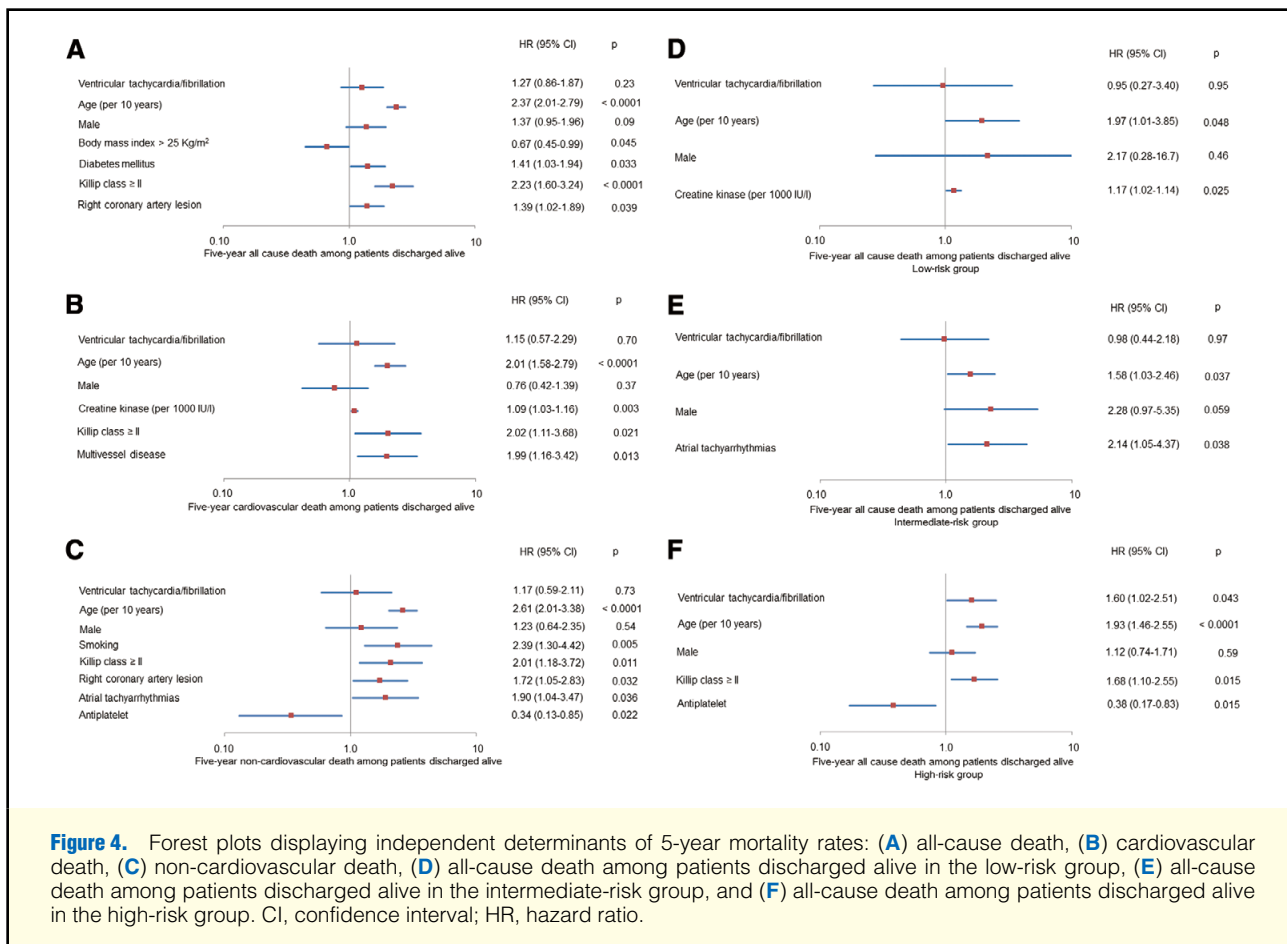 A
HR (95% CI) p
Ventricular tachycardia/fibrillation 1.27 (0.86-1.87) 0.23
Age (per 10 years) 2.37 (2.01-2.79) < 0.0001
Male 1.37 (0.95-1.96) 0.09
Body mass index > 25 Kg/m² 0.67 (0.45-0.99) 0.045
Diabetes mellitus 1.41 (1.03-1.94) 0.033
Killip class ≥ II 2.23 (1.60-3.24) < 0.0001
Right coronary artery lesion 1.39 (1.02-1.89) 0.039
0.10 1.0 10
Five-year all cause death among patients discharged alive
B
HR (95% CI) p
Ventricular tachycardia/fibrillation 1.15 (0.57-2.29) 0.70
Age (per 10 years) 2.01 (1.58-2.79) < 0.0001
Male 0.76 (0.42-1.39) 0.37
Creatine kinase (per 1000 IU/l) 1.09 (1.03-1.16) 0.003
Killip class ≥ II 2.02 (1.11-3.68) 0.021
Multivessel disease 1.99 (1.16-3.42) 0.013
0.10 1.0 10
Five-year cardiovascular death among patients discharged alive
C
HR (95% CI) p
Ventricular tachycardia/fibrillation 1.17 (0.59-2.11) 0.73
Age (per 10 years) 2.61 (2.01-3.38) < 0.0001
Male 1.23 (0.64-2.35) 0.54
Smoking 2.39 (1.30-4.42) 0.005
Killip class ≥ II 2.01 (1.18-3.72) 0.011
Right coronary artery lesion 1.72 (1.05-2.83) 0.032
Atrial tachyarrhythmias 1.90 (1.04-3.47) 0.036
Antiplatelet 0.34 (0.13-0.85) 0.022
0.10 1.0 10
Five-year non-cardiovascular death among patients discharged alive
D
HR (95% CI) p
Ventricular tachycardia/fibrillation 0.95 (0.27-3.40) 0.95
Age (per 10 years) 1.97 (1.01-3.85) 0.048
Male 2.17 (0.28-16.7) 0.46
Creatine kinase (per 1000 IU/l) 1.17 (1.02-1.14) 0.025
0.10 1.0 10
Five-year all cause death among patients discharged alive
Low-risk group
E
HR (95% CI) p
Ventricular tachycardia/fibrillation 0.98 (0.44-2.18) 0.97
Age (per 10 years) 1.58 (1.03-2.46) 0.037
Male 2.28 (0.97-5.35) 0.059
Atrial tachyarrhythmias 2.14 (1.05-4.37) 0.038
0.10 1.0 10
Five-year all cause death among patients discharged alive
Intermediate-risk group
F
HR (95% CI) p
Ventricular tachycardia/fibrillation 1.60 (1.02-2.51) 0.043
Age (per 10 years) 1.93 (1.46-2.55) < 0.0001
Male 1.12 (0.74-1.71) 0.59
Killip class ≥ II 1.68 (1.10-2.55) 0.015
Antiplatelet 0.38 (0.17-0.83) 0.015
0.10 1.0 10
Five-year all cause death among patients discharged alive
High-risk group
Figure 4. Forest plots displaying independent determinants of 5-year mortality rates: (A) all-cause death, (B) cardiovascular
death, (C) non-cardiovascular death, (D) all-cause death among patients discharged alive in the low-risk group, (E) all-cause
death among patients discharged alive in the intermediate-risk group, and (F) all-cause death among patients discharged alive
in the high-risk group. CI, confidence interval; HR, hazard ratio.